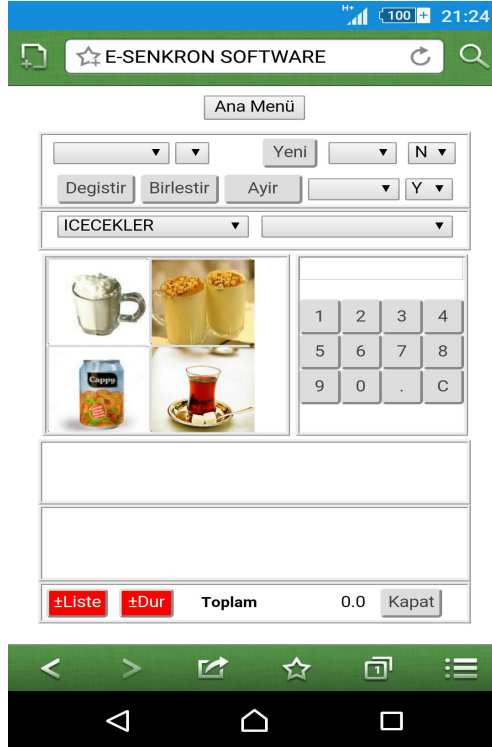 H+ 100 21:24
E-SENKRON SOFTWARE
Ana Menü
Yeni N
Degistir Birlestir Ayir Y
ICECEKLER
Cappy
1 2 3 4
5 6 7 8
9 0 . C
±Liste ±Dur Toplam 0.0 Kapat
1